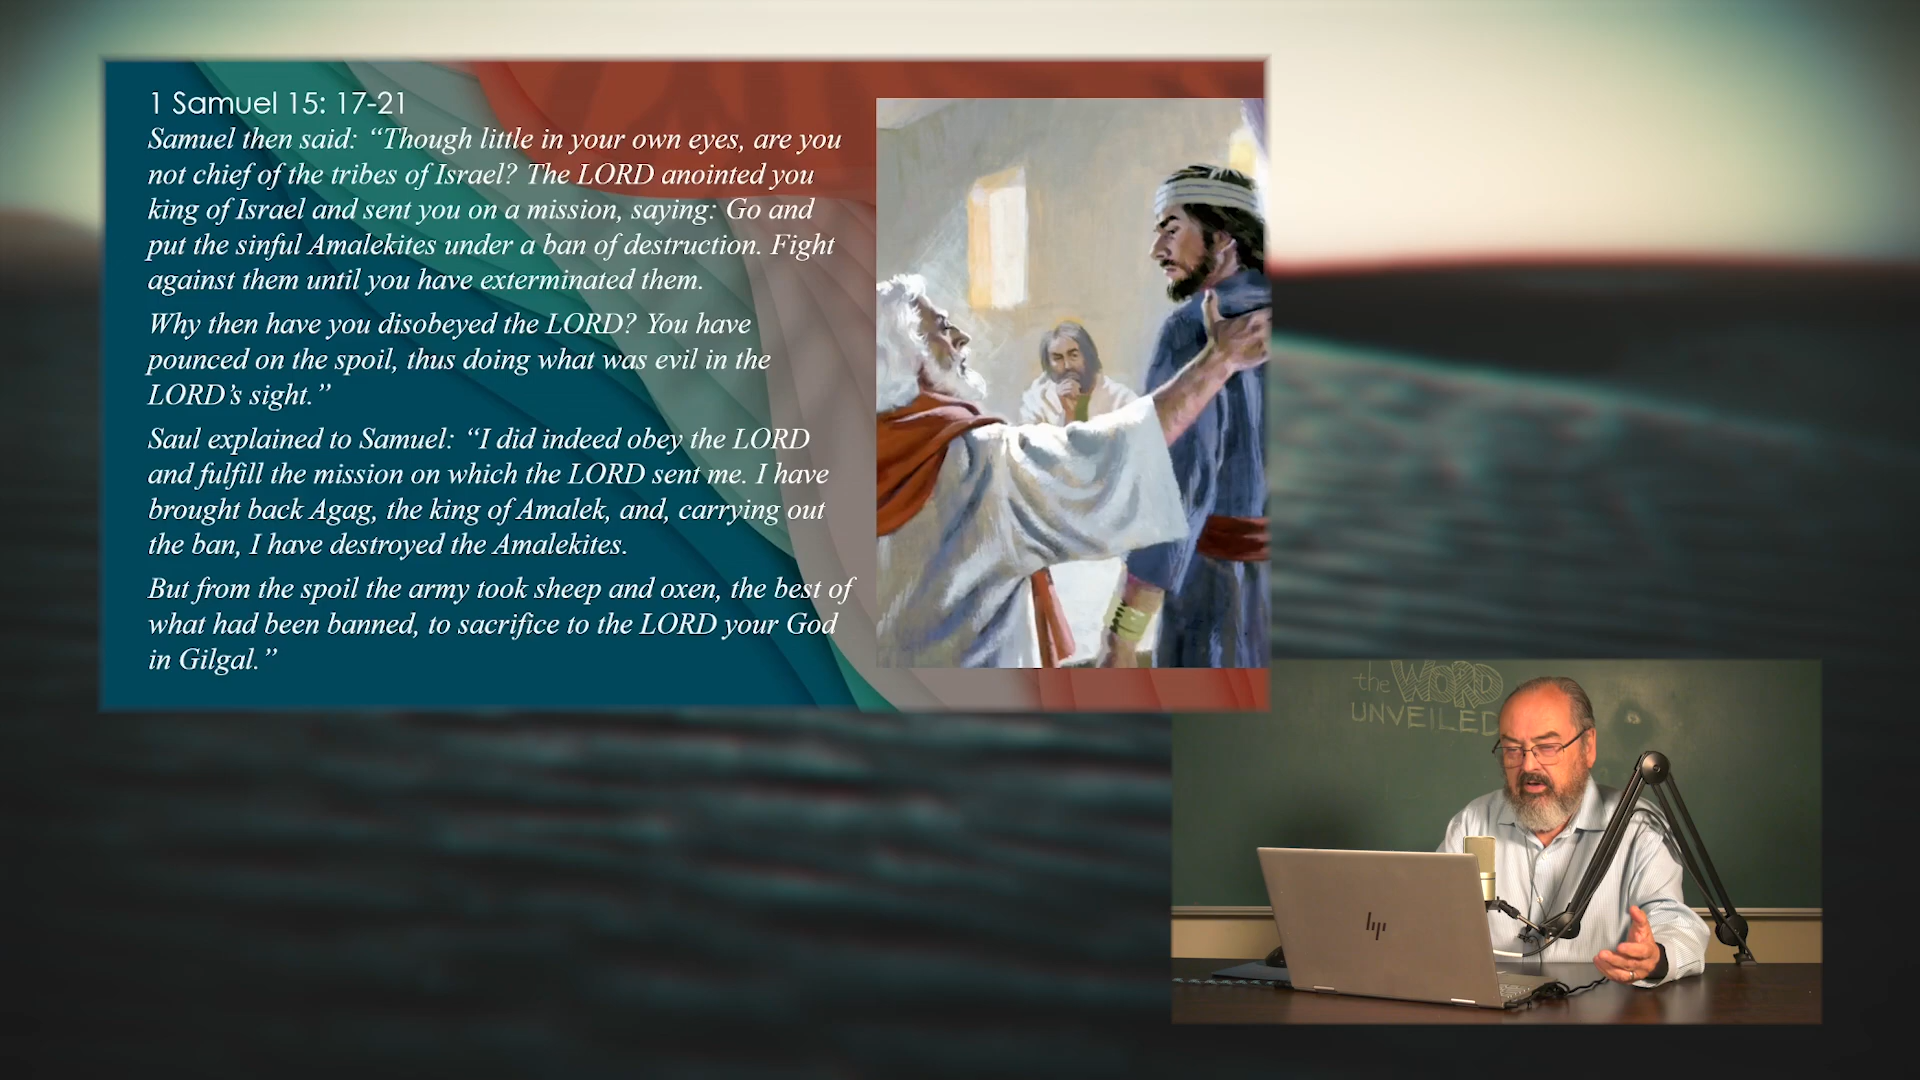 1 Samuel 15: 17-21
Samuel then said: “Though little in your own eyes, are you
not chief of the tribes of Israel? The LORD anointed you
king of Israel and sent you on a mission, saying: Go and
put the sinful Amalekites under a ban of destruction. Fight
against them until you have exterminated them.
Why then have you disobeyed the LORD? You have
pounced on the spoil, thus doing what was evil in the
LORD’s sight.”
Saul explained to Samuel: “I did indeed obey the LORD
and fulfill the mission on which the LORD sent me. I have
brought back Agag, the king of Amalek, and, carrying out
the ban, I have destroyed the Amalekites.
But from the spoil the army took sheep and oxen, the best of
what had been banned, to sacrifice to the LORD your God
in Gilgal.”
the WORD
UNVEILED
hp